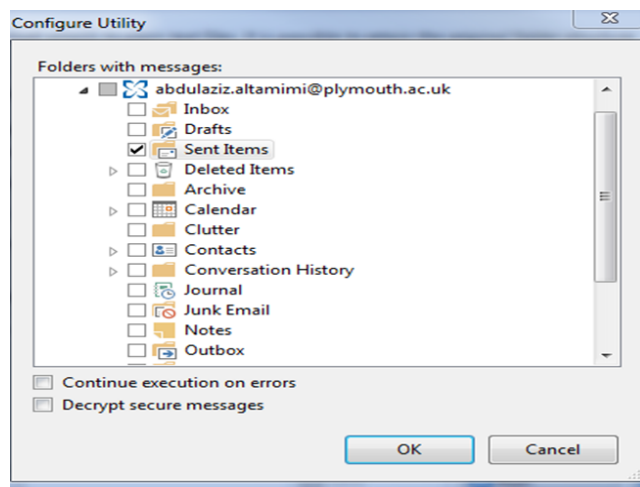 Configure Utility
Folders with messages:
abdulaziz.altamimi@plymouth.ac.uk
Inbox
Drafts
Sent Items
Deleted Items
Archive
Calendar
Clutter
Contacts
Conversation History
Journal
Junk Email
Notes
Outbox
Continue execution on errors
Decrypt secure messages
OK
Cancel